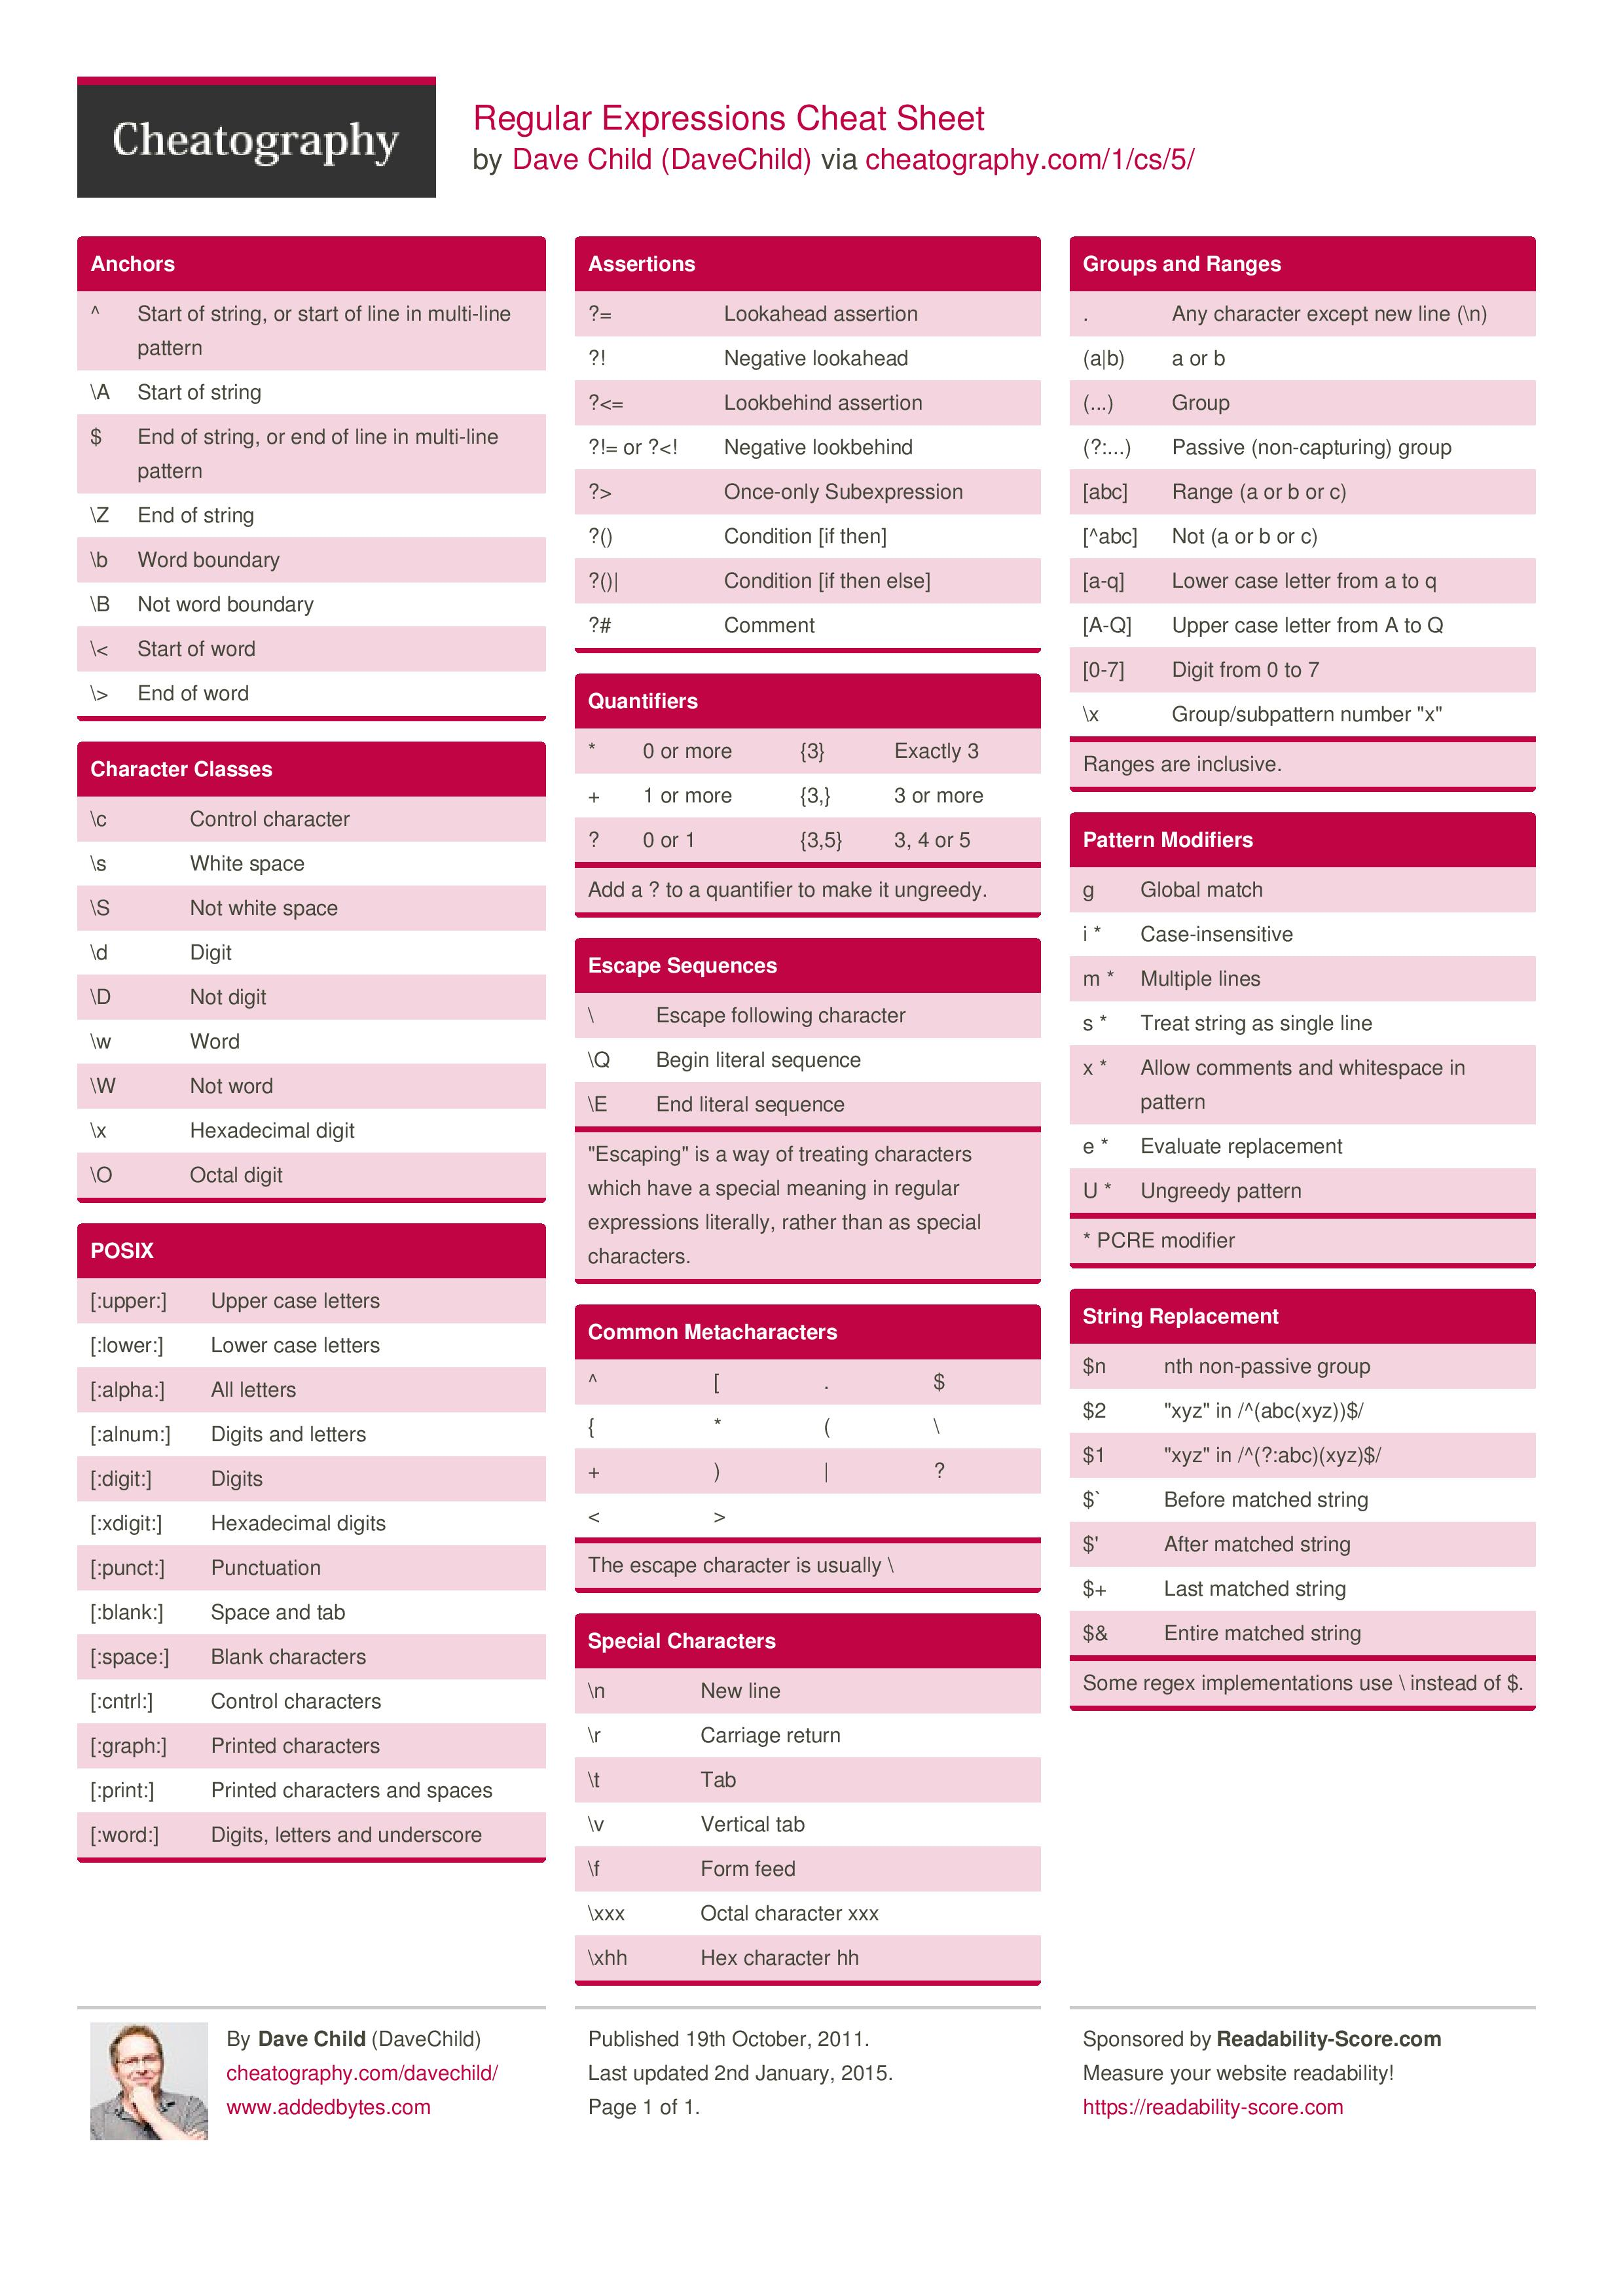 Cheatography
Regular Expressions Cheat Sheet
by Dave Child (DaveChild) via cheatography.com/1/cs/5/
Anchors
^ Start of string, or start of line in multi-line
pattern
\A Start of string
$ End of string, or end of line in multi-line
pattern
\Z End of string
\b Word boundary
\B Not word boundary
\< Start of word
\> End of word
Character Classes
\c Control character
\s White space
\S Not white space
\d Digit
\D Not digit
\w Word
\W Not word
\x Hexadecimal digit
\O Octal digit
POSIX
[:upper:] Upper case letters
[:lower:] Lower case letters
[:alpha:] All letters
[:alnum:] Digits and letters
[:digit:] Digits
[:xdigit:] Hexadecimal digits
[:punct:] Punctuation
[:blank:] Space and tab
[:space:] Blank characters
[:cntrl:] Control characters
[:graph:] Printed characters
[:print:] Printed characters and spaces
[:word:] Digits, letters and underscore
Assertions
?= Lookahead assertion
?! Negative lookahead
?<= Lookbehind assertion
?!= or ?<! Negative lookbehind
?> Once-only Subexpression
?() Condition [if then]
?()| Condition [if then else]
?# Comment
Quantifiers
* 0 or more {3} Exactly 3
+ 1 or more {3,} 3 or more
? 0 or 1 {3,5} 3, 4 or 5
Add a ? to a quantifier to make it ungreedy.
Escape Sequences
\ Escape following character
\Q Begin literal sequence
\E End literal sequence
"Escaping" is a way of treating characters
which have a special meaning in regular
expressions literally, rather than as special
characters.
Common Metacharacters
^ [ . $
{ * ( \
+ ) | ?
< >
The escape character is usually \
Special Characters
\n New line
\r Carriage return
\t Tab
\v Vertical tab
\f Form feed
\xxx Octal character xxx
\xhh Hex character hh
Groups and Ranges
. Any character except new line (\n)
(a|b) a or b
(...) Group
(?:...) Passive (non-capturing) group
[abc] Range (a or b or c)
[^abc] Not (a or b or c)
[a-q] Lower case letter from a to q
[A-Q] Upper case letter from A to Q
[0-7] Digit from 0 to 7
\x Group/subpattern number "x"
Ranges are inclusive.
Pattern Modifiers
g Global match
i * Case-insensitive
m * Multiple lines
s * Treat string as single line
x * Allow comments and whitespace in
pattern
e * Evaluate replacement
U * Ungreedy pattern
* PCRE modifier
String Replacement
$n nth non-passive group
$2 "xyz" in /^(abc(xyz))$/
$1 "xyz" in /^(?:abc)(xyz)$/
$` Before matched string
$' After matched string
$+ Last matched string
$& Entire matched string
Some regex implementations use \ instead of $.
By Dave Child (DaveChild)
cheatography.com/davechild/
www.addedbytes.com
Published 19th October, 2011.
Last updated 2nd January, 2015.
Page 1 of 1.
Sponsored by Readability-Score.com
Measure your website readability!
https://readability-score.com